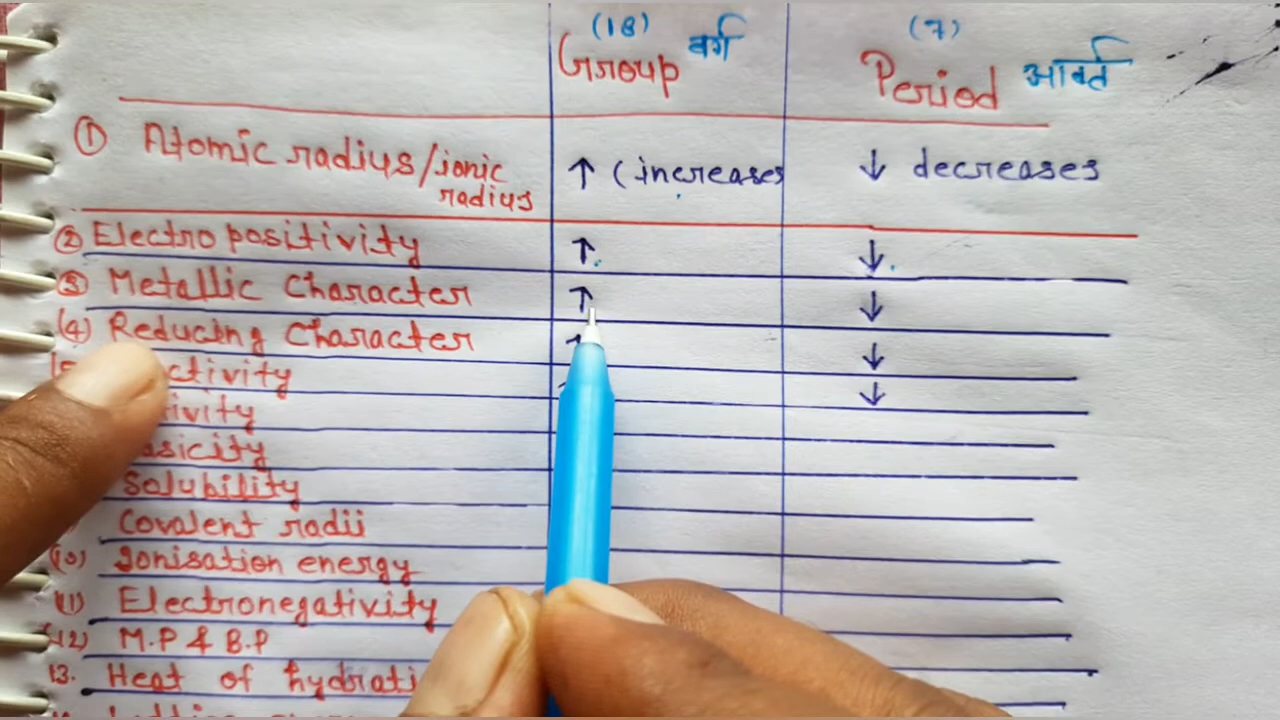 (18) (7)
Group वर्ग Period आवर्त
① Atomic radius/ionic radius ↑ (increases ↓ decreases
② Electropositivity ↑ ↓
③ Metallic Character ↑ ↓
(4) Reducing Character ↓
ctivity ↓
ivity
asicity
Solubility
Covalent radii
(10) Ionisation energy
(11) Electronegativity
(12) M.P & B.P
13. Heat of hydrati